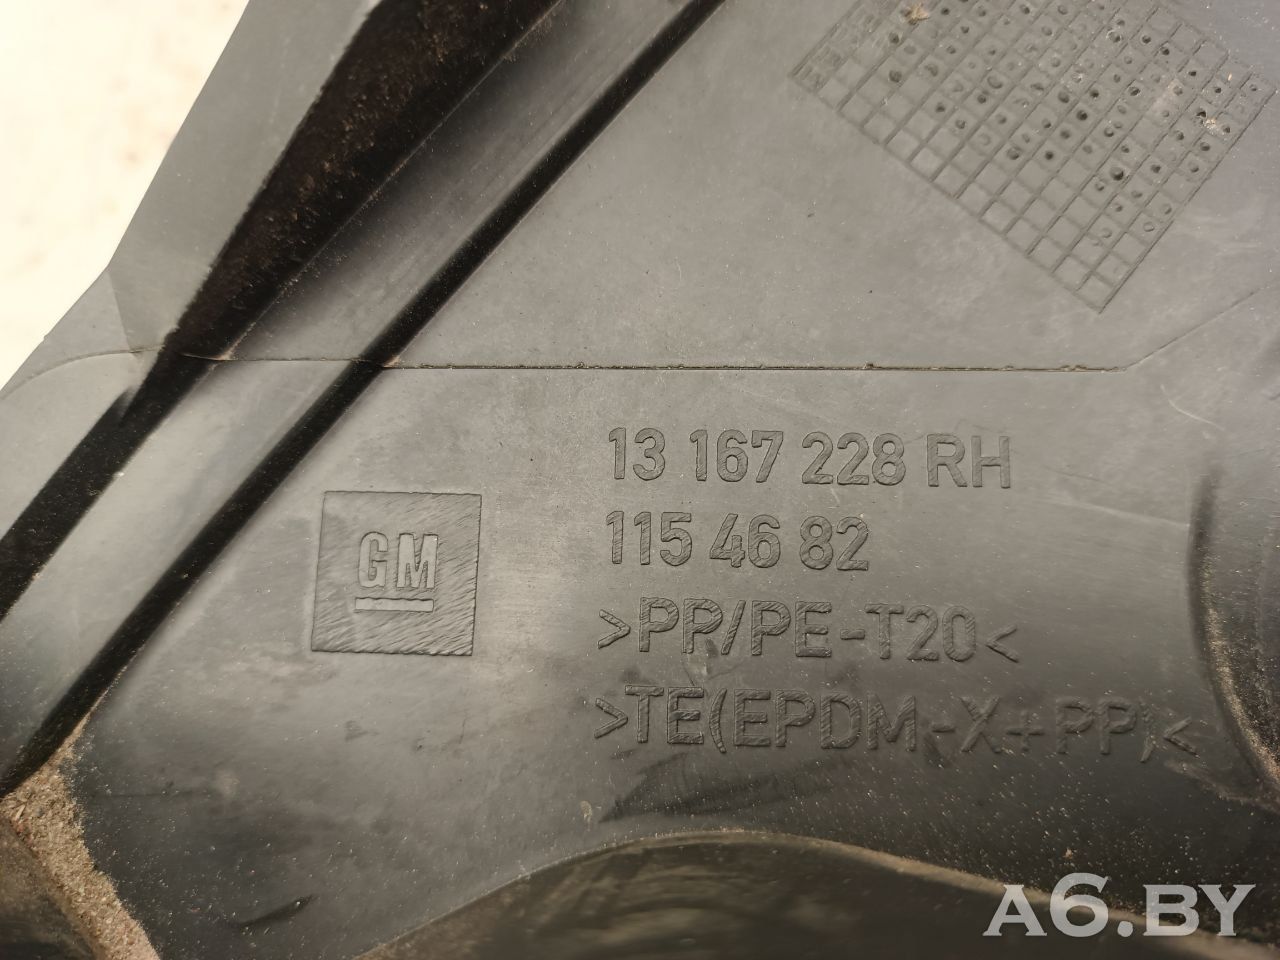 13 167 228 RH
115 46 82
GM
>PP/PE-T20<
>TE(EPDM-X+PP)<
A6.BY